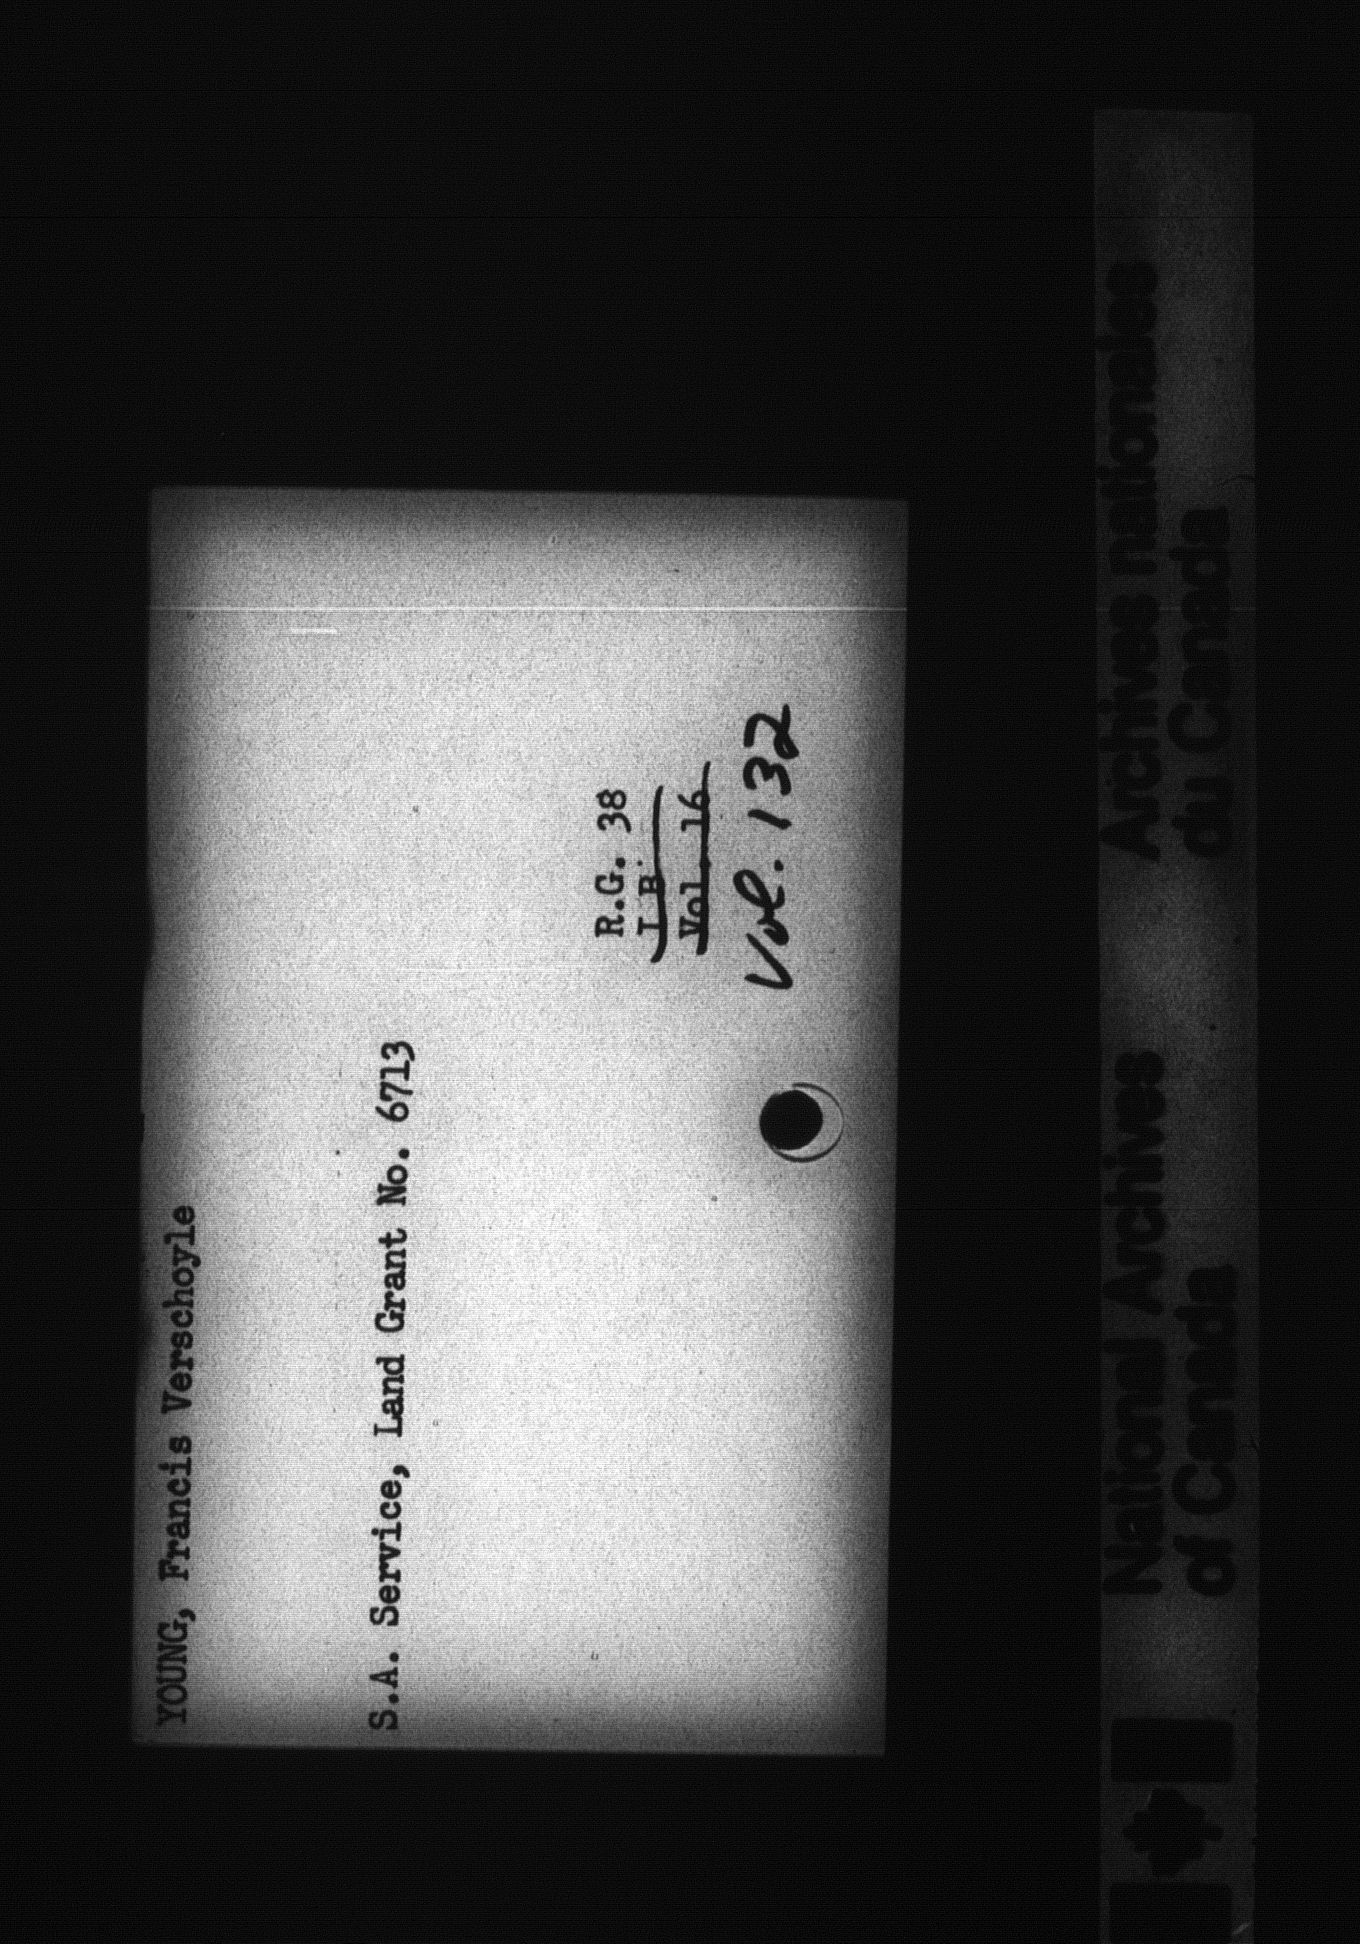 YOUNG, Francis Verschoyle
S.A. Service, Land Grant No. 6713
R.G. 38
I B.
Vol. 16
Vol. 132
National Archives
of Canada
Archives nationales
du Canada